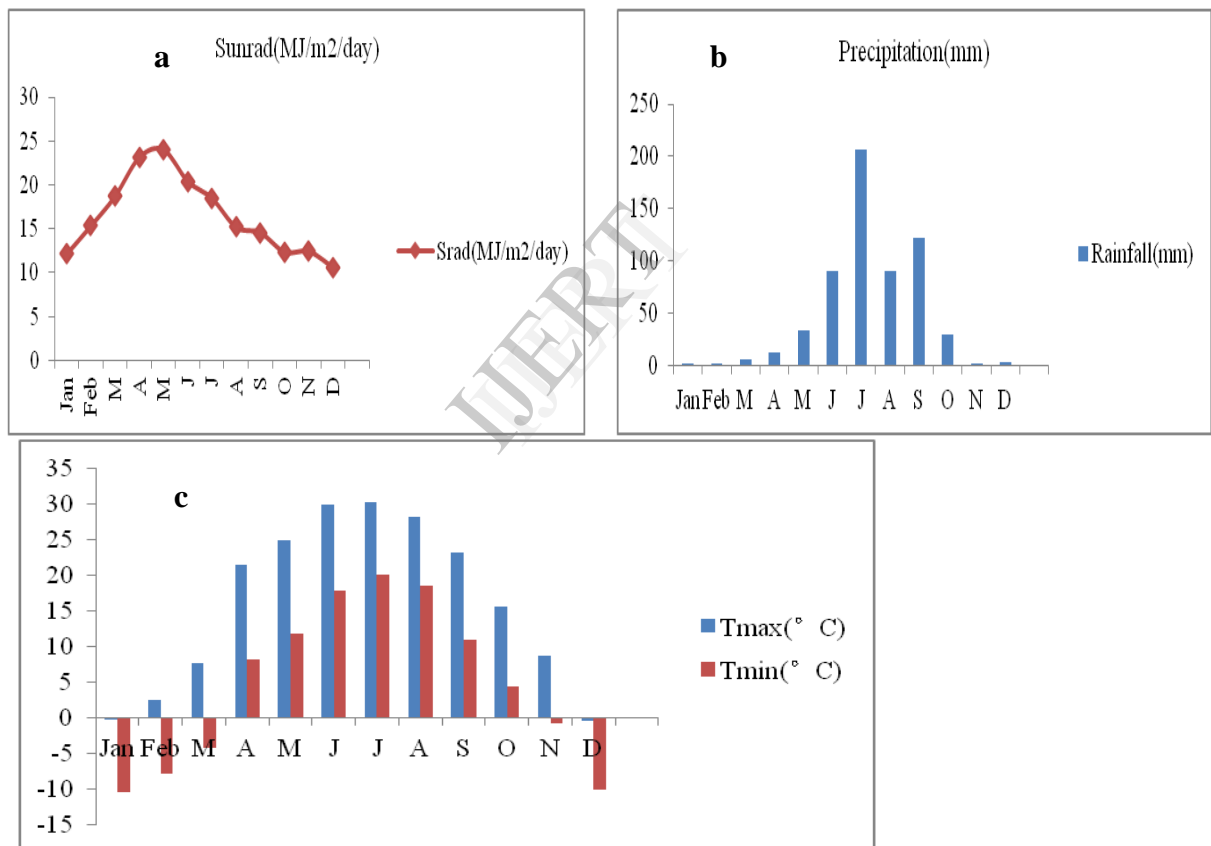 a
Sunrad(MJ/m2/day)
30
25
20
15
10
5
0
Jan Feb M A M J J A S O N D
Srad(MJ/m2/day)
b
Precipitation(mm)
250
200
150
100
50
0
Jan Feb M A M J J A S O N D
Rainfall(mm)
IJERT
c
35
30
25
20
15
10
5
0
-5
-10
-15
Jan Feb M A M J J A S O N D
Tmax(° C)
Tmin(° C)